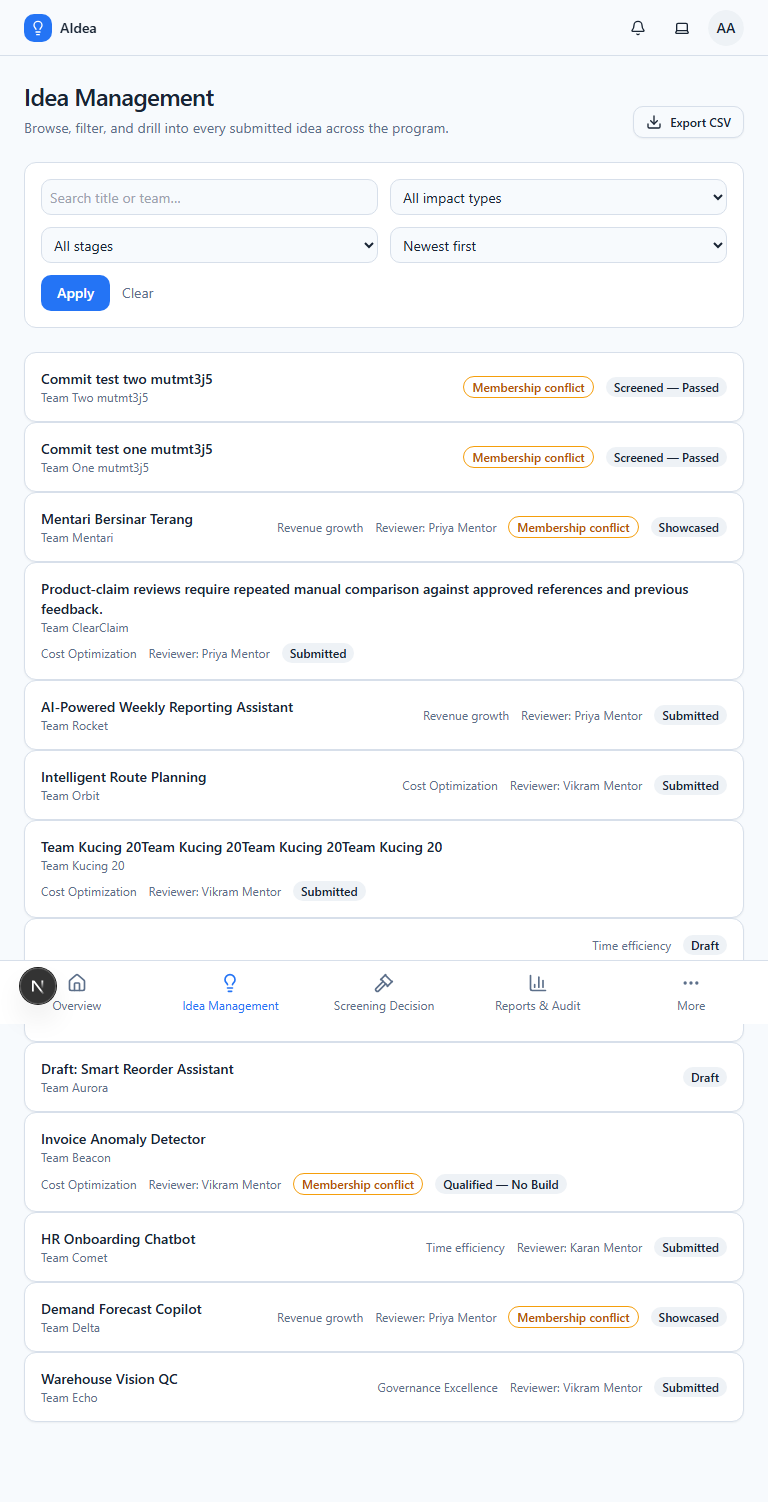 AIdea
AA
Idea Management
Browse, filter, and drill into every submitted idea across the program.
Export CSV
Search title or team...
All impact types
All stages
Newest first
Apply
Clear
Commit test two mutmt3j5
Team Two mutmt3j5
Membership conflict
Screened — Passed
Commit test one mutmt3j5
Team One mutmt3j5
Membership conflict
Screened — Passed
Mentari Bersinar Terang
Team Mentari
Revenue growth
Reviewer: Priya Mentor
Membership conflict
Showcased
Product-claim reviews require repeated manual comparison against approved references and previous
feedback.
Team ClearClaim
Cost Optimization
Reviewer: Priya Mentor
Submitted
AI-Powered Weekly Reporting Assistant
Team Rocket
Revenue growth
Reviewer: Priya Mentor
Submitted
Intelligent Route Planning
Team Orbit
Cost Optimization
Reviewer: Vikram Mentor
Submitted
Team Kucing 20Team Kucing 20Team Kucing 20Team Kucing 20
Team Kucing 20
Cost Optimization
Reviewer: Vikram Mentor
Submitted
Time efficiency
Draft
N
Overview
Idea Management
Screening Decision
Reports & Audit
More
Draft: Smart Reorder Assistant
Team Aurora
Draft
Invoice Anomaly Detector
Team Beacon
Cost Optimization
Reviewer: Vikram Mentor
Membership conflict
Qualified — No Build
HR Onboarding Chatbot
Team Comet
Time efficiency
Reviewer: Karan Mentor
Submitted
Demand Forecast Copilot
Team Delta
Revenue growth
Reviewer: Priya Mentor
Membership conflict
Showcased
Warehouse Vision QC
Team Echo
Governance Excellence
Reviewer: Vikram Mentor
Submitted